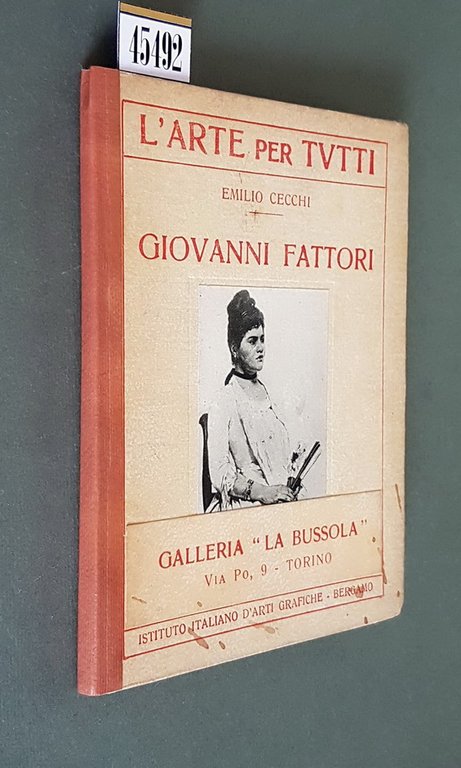 45492
L'ARTE PER TVTTI
EMILIO CECCHI
GIOVANNI FATTORI
GALLERIA "LA BUSSOLA"
VIA PO, 9 - TORINO
ISTITUTO ITALIANO D'ARTI GRAFICHE - BERGAMO